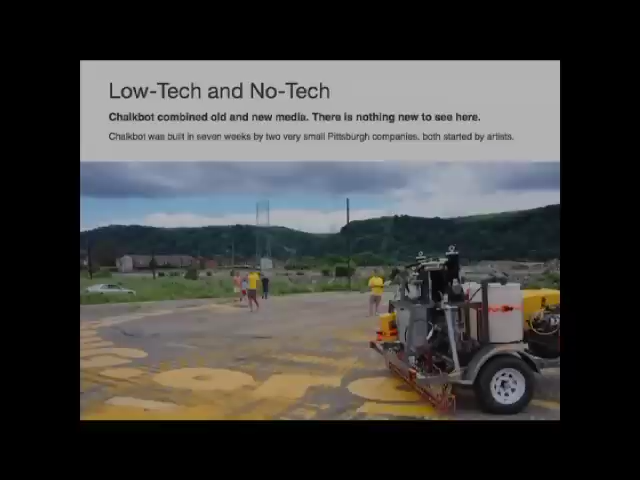 Low-Tech and No-Tech
Chalkbot combined old and new media. There is nothing new to see here.
Chalkbot was built in seven weeks by two very small Pittsburgh companies, both started by artists.